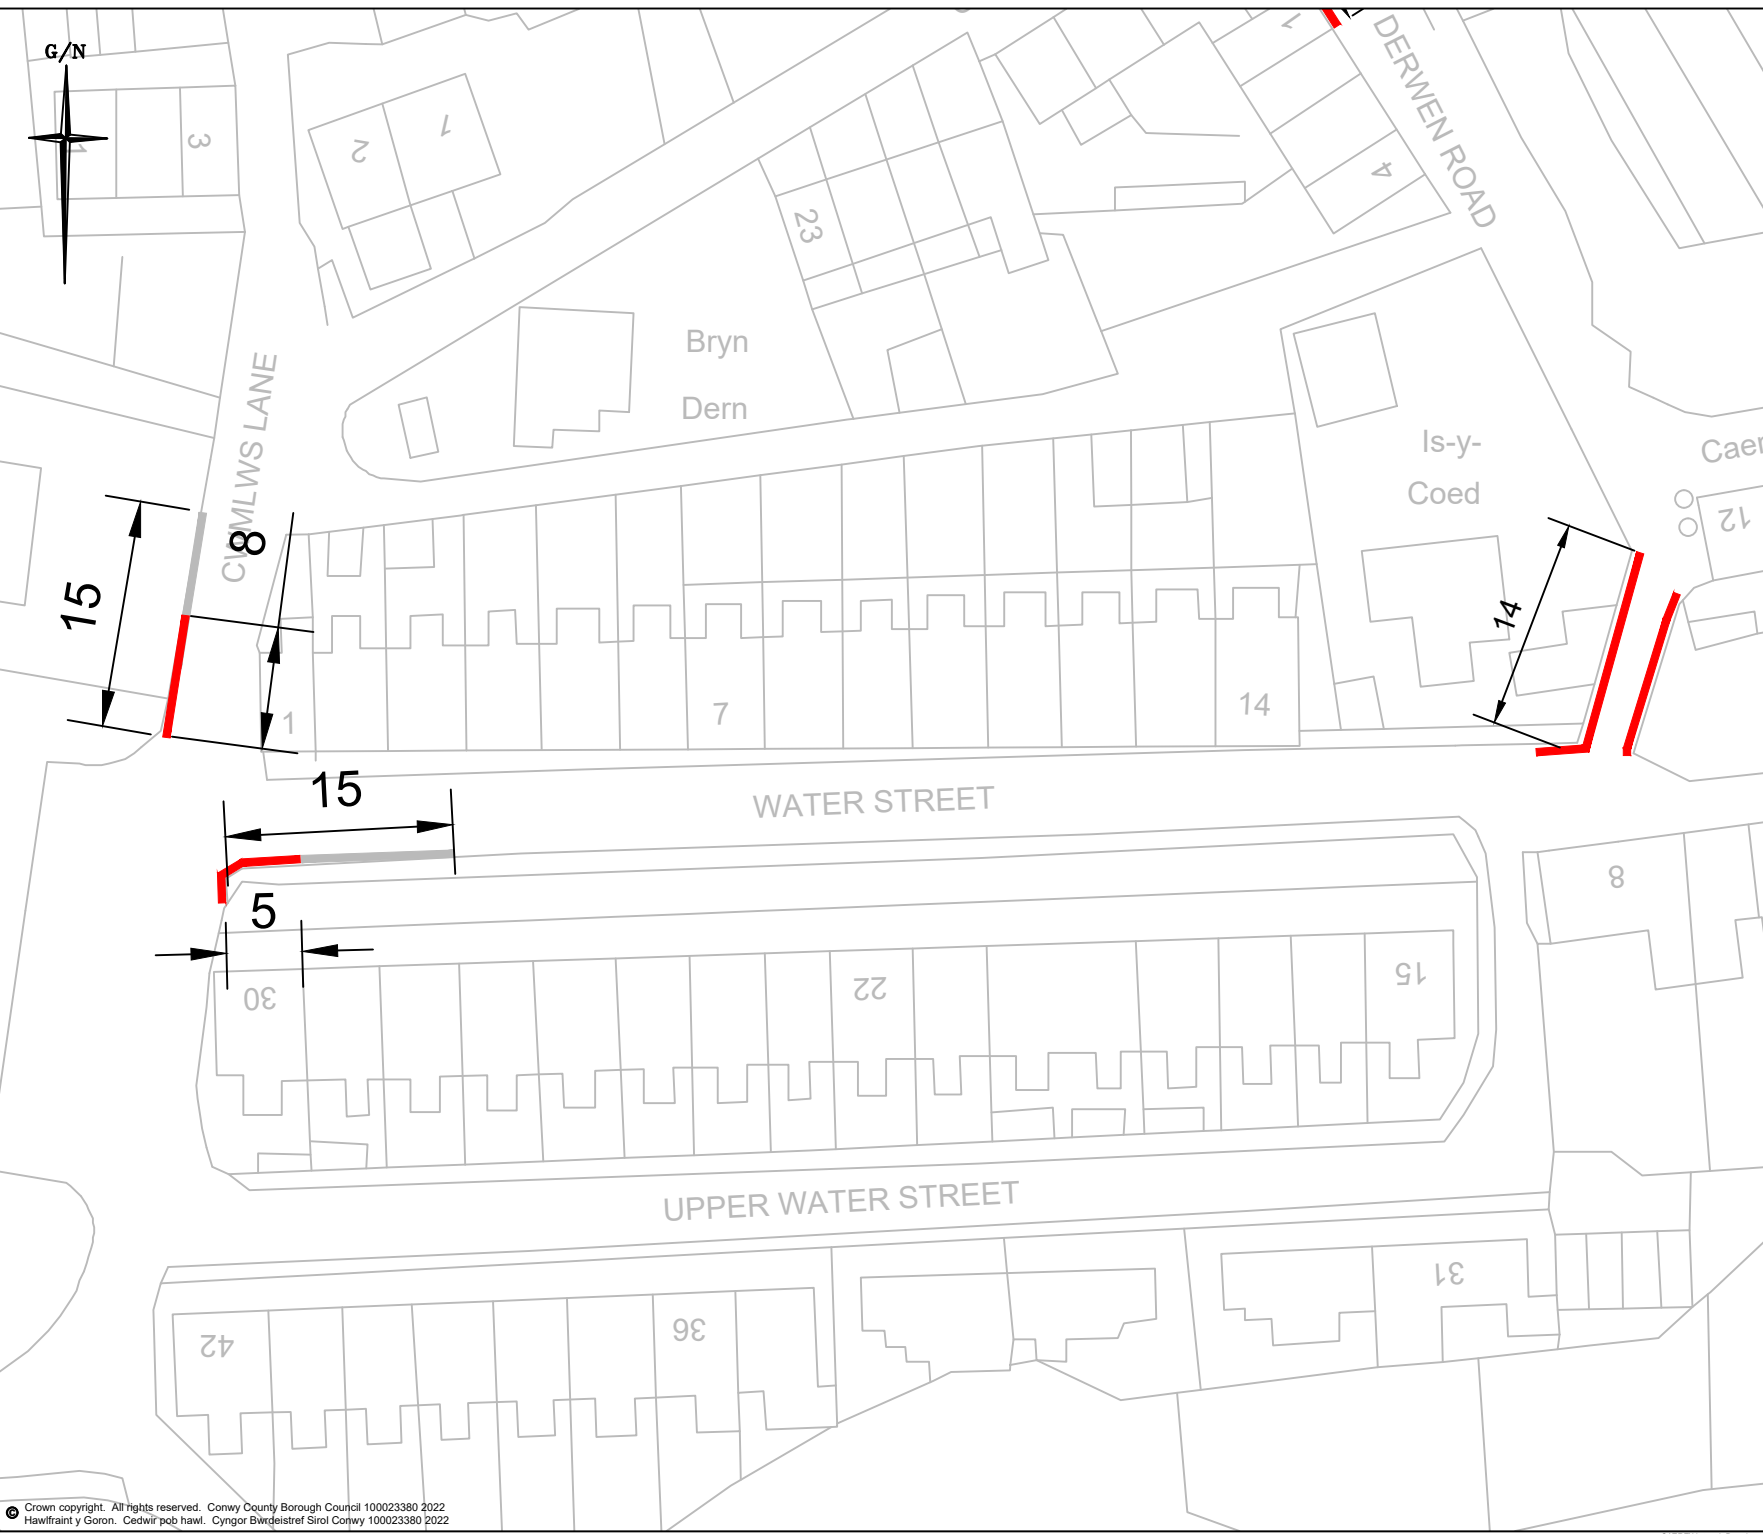 G/N
3
2
1
1
DERWEN ROAD
4
23
Bryn
Dern
CWMLWS LANE
Is-y-
Coed
Caer
12
15
8
14
1
7
14
15
WATER STREET
5
8
30
22
15
UPPER WATER STREET
42
36
31
© Crown copyright. All rights reserved. Conwy County Borough Council 100023380 2022
Hawlfraint y Goron. Cedwir pob hawl. Cyngor Bwrdeistref Sirol Conwy 100023380 2022